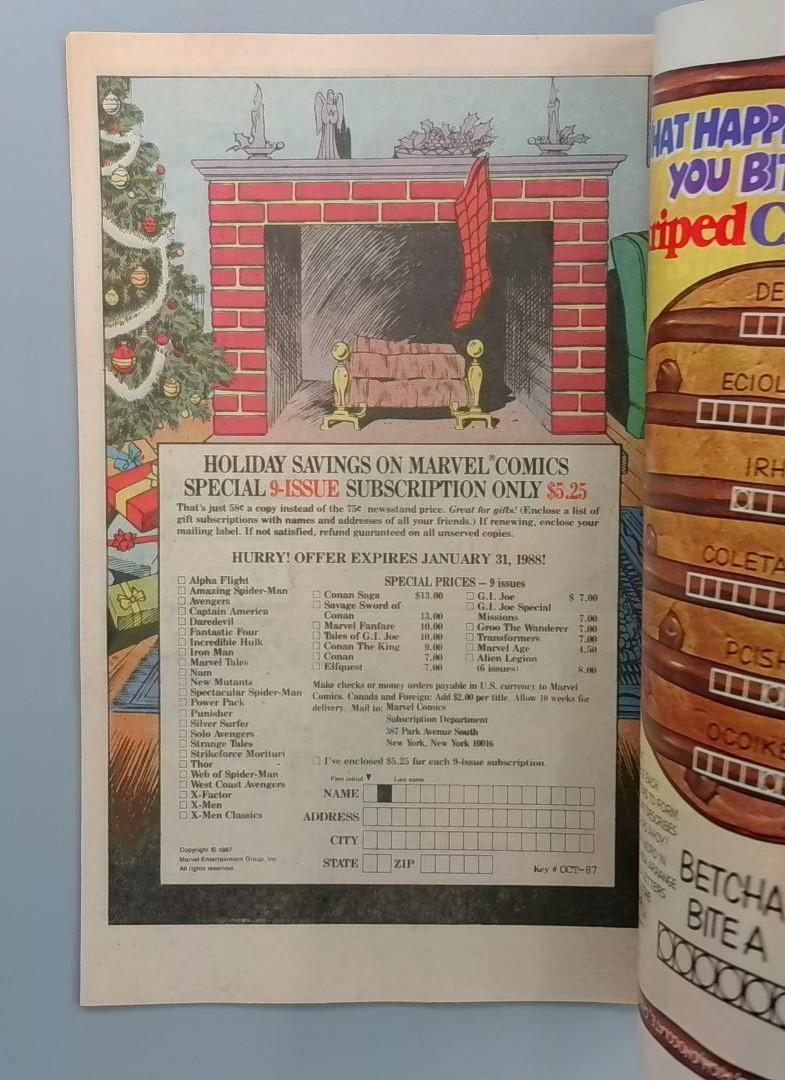 HOLIDAY SAVINGS ON MARVEL® COMICS
SPECIAL 9-ISSUE SUBSCRIPTION ONLY $5.25
That's just 58¢ a copy instead of the 75¢ newsstand price. Great for gifts! (Enclose a list of
gift subscriptions with names and addresses of all your friends.) If renewing, enclose your
mailing label. If not satisfied, refund guaranteed on all unserved copies.
HURRY! OFFER EXPIRES JANUARY 31, 1988!
Alpha Flight
Amazing Spider-Man
Avengers
Captain America
Daredevil
Fantastic Four
Incredible Hulk
Iron Man
Marvel Tales
Nam
New Mutants
Spectacular Spider-Man
Power Pack
Punisher
Silver Surfer
Solo Avengers
Strange Tales
Strikeforce Morituri
Thor
Web of Spider-Man
West Coast Avengers
X-Factor
X-Men
X-Men Classics
SPECIAL PRICES — 9 issues
Conan Saga $13.00
Savage Sword of
Conan 13.00
Marvel Fanfare 10.00
Tales of G.I. Joe 10.00
Conan The King 9.00
Conan 7.00
Elfquest 7.00
G.I. Joe $ 7.00
G.I. Joe Special
Missions 7.00
Groo The Wanderer 7.00
Transformers 7.00
Marvel Age 4.50
Alien Legion
(6 issues) 8.00
Make checks or money orders payable in U.S. currency to Marvel
Comics. Canada and Foreign: Add $2.00 per title. Allow 10 weeks for
delivery. Mail to: Marvel Comics
Subscription Department
387 Park Avenue South
New York, New York 10016
I've enclosed $5.25 for each 9-issue subscription.
First initial Last name
NAME
ADDRESS
CITY
STATE ZIP
Key # OCT-87
Copyright © 1987
Marvel Entertainment Group, Inc.
All rights reserved.
HAT HAPP
YOU BIT
riped C
DE
ECIOL
IRH
COLETA
PCISH
OCOIKE
BETCHA
BITE A